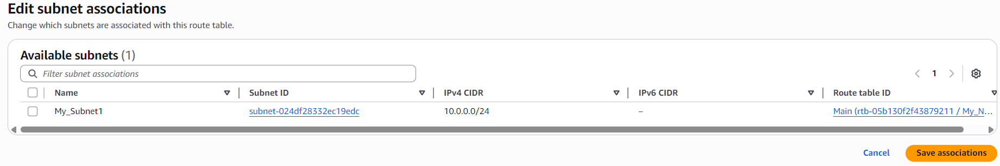 Edit subnet associations
Change which subnets are associated with this route table.
Available subnets (1)
Filter subnet associations
1
Name Subnet ID IPv4 CIDR IPv6 CIDR Route table ID
My_Subnet1 subnet-024df28332ec19edc 10.0.0.0/24 – Main (rtb-05b130f2f43879211 / My_N...
Cancel Save associations